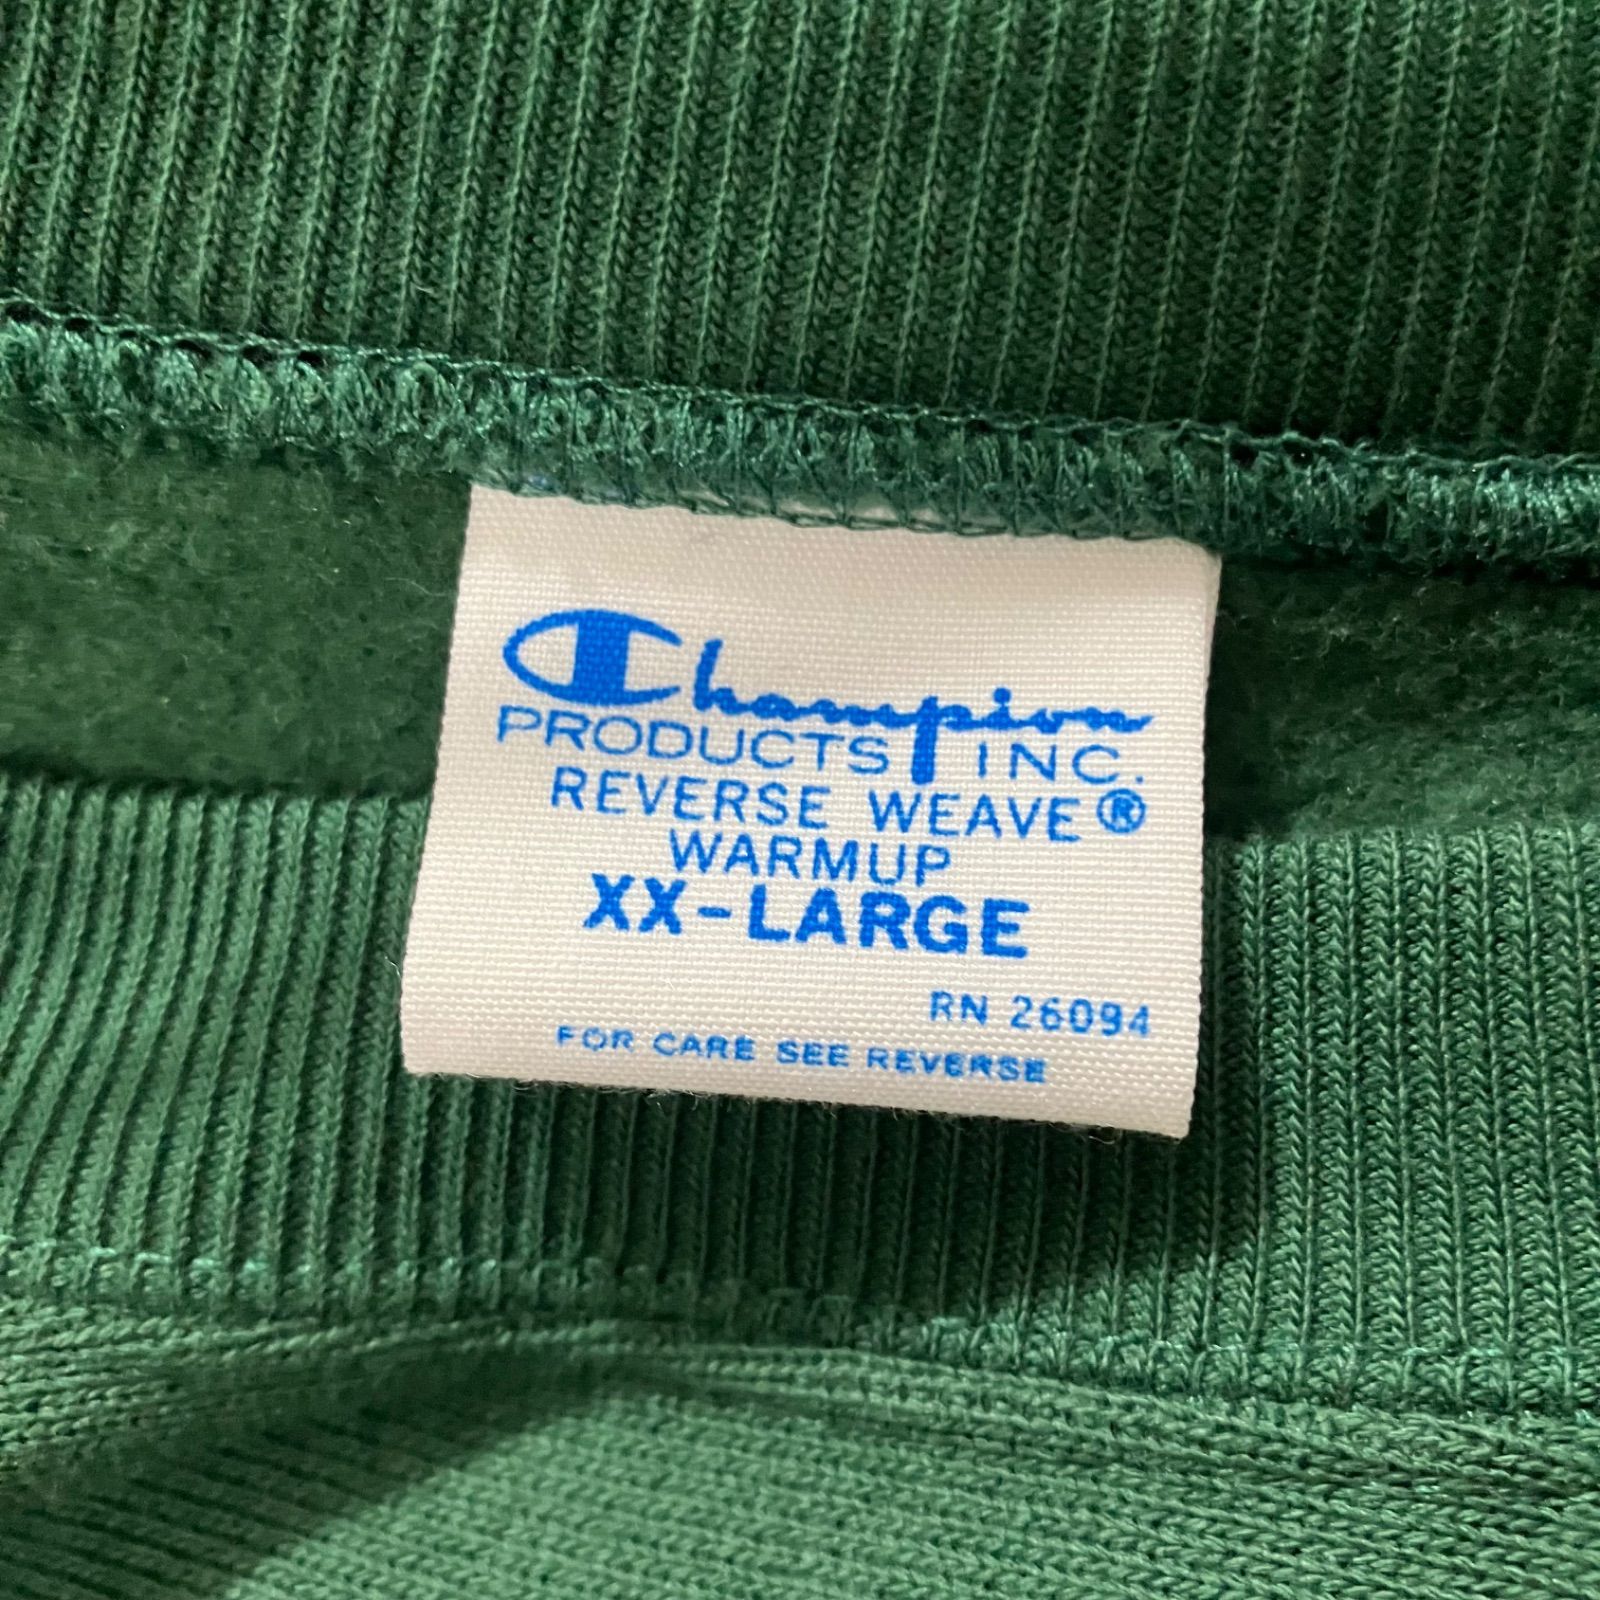 Champion
PRODUCTS INC.
REVERSE WEAVE®
WARMUP
XX-LARGE
RN 26094
FOR CARE SEE REVERSE